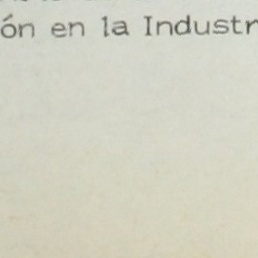 ón en la Industr